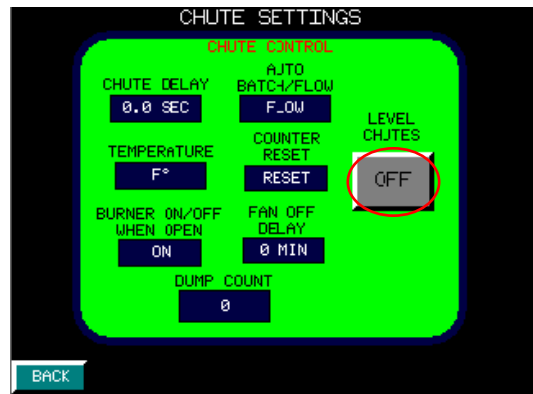 CHUTE SETTINGS
CHUTE CONTROL
CHUTE DELAY
0.0 SEC
AUTO
BATCH/FLOW
FLOW
LEVEL
CHUTES
OFF
TEMPERATURE
F°
COUNTER
RESET
RESET
BURNER ON/OFF
WHEN OPEN
ON
FAN OFF
DELAY
0 MIN
DUMP COUNT
0
BACK